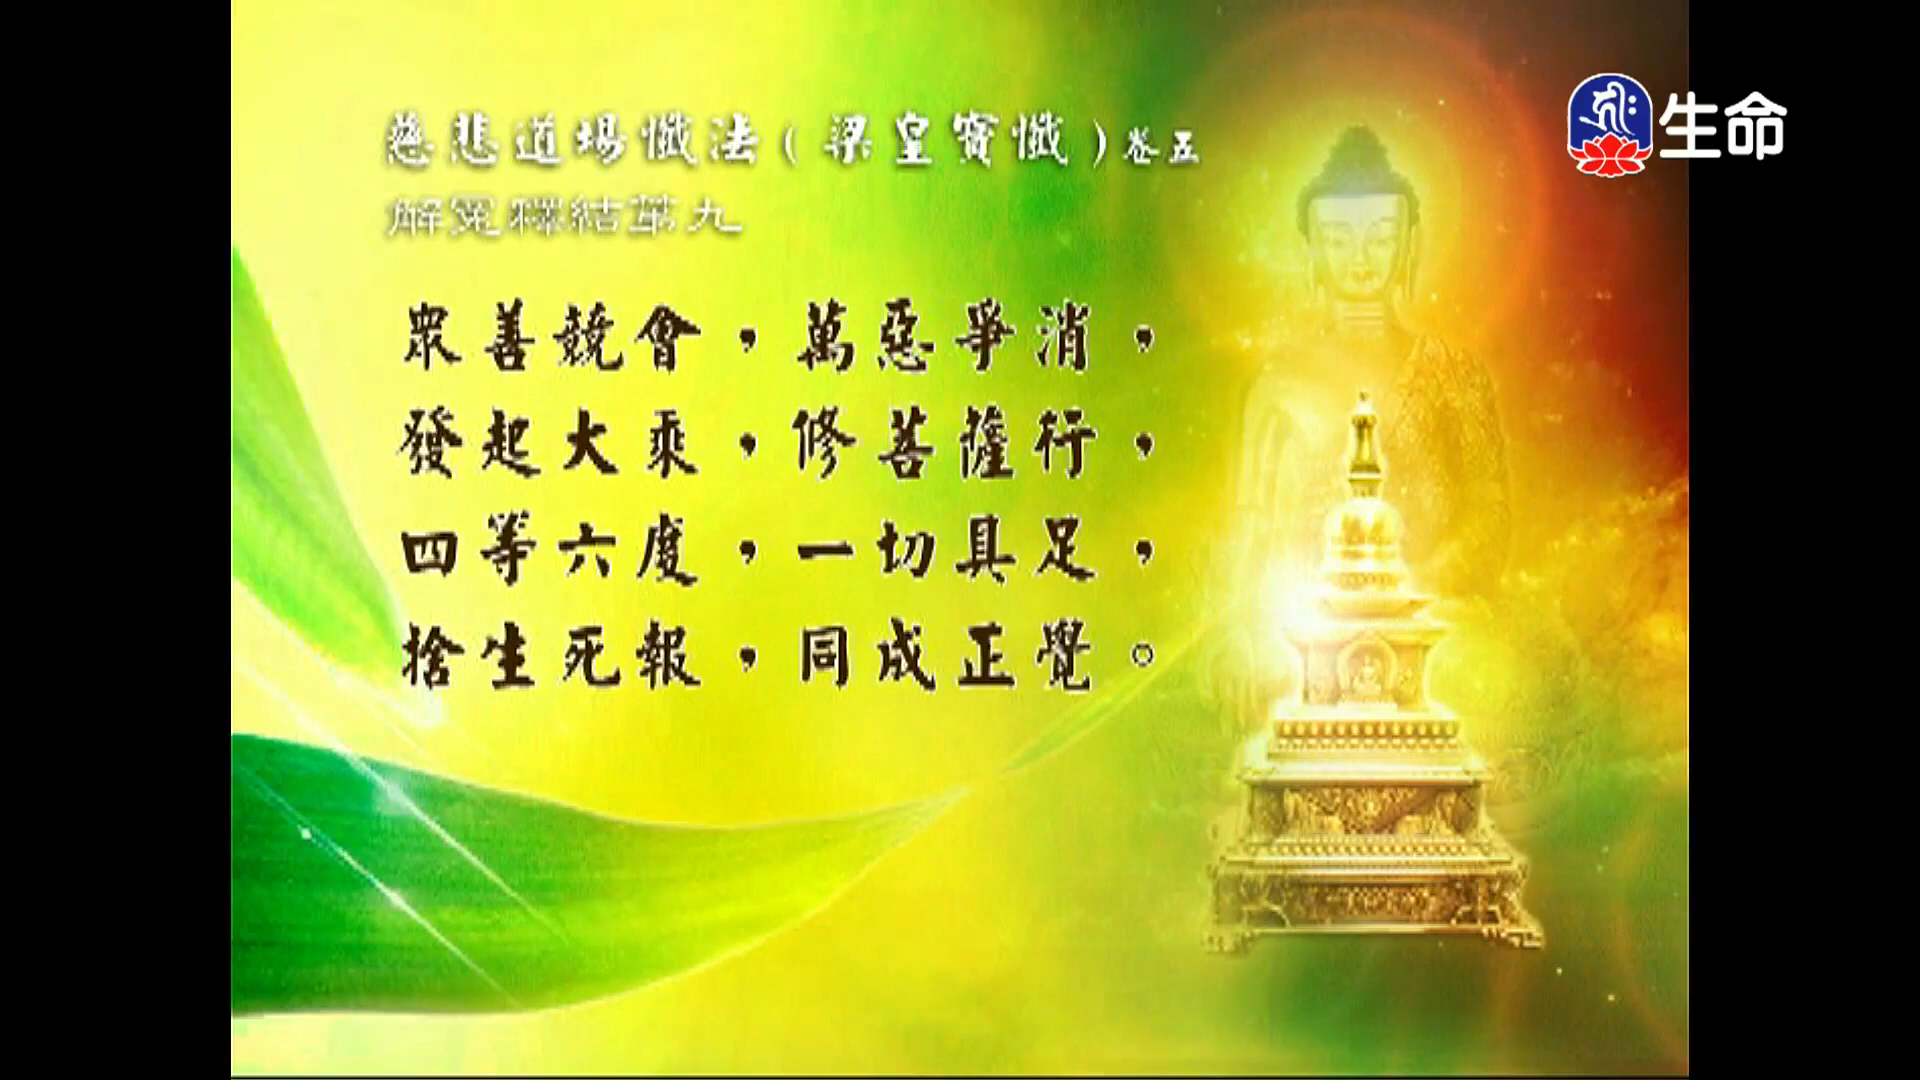 慈悲道場懺法(梁皇寶懺)卷五
解冤釋結第九
眾善競會，萬惡爭消，
發起大乘，修菩薩行，
四等六度，一切具足，
捨生死報，同成正覺。
生命